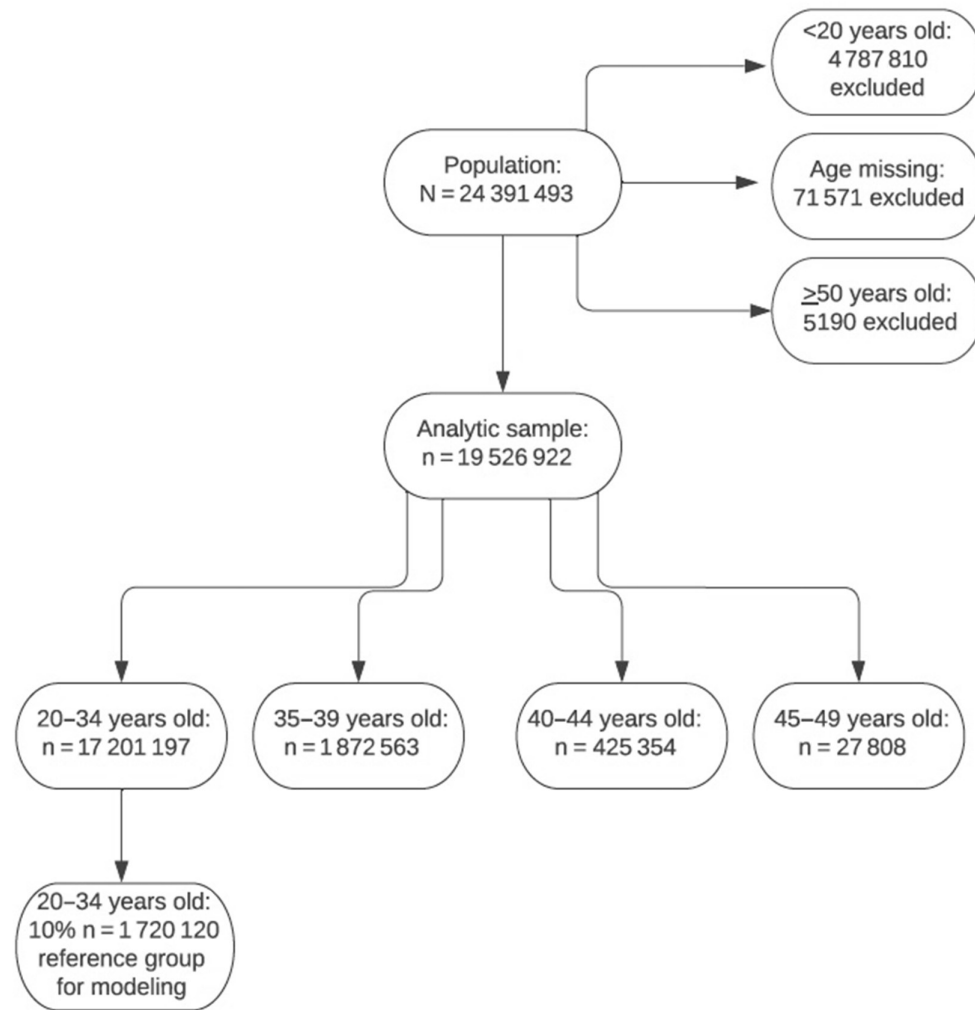 <20 years old:
4 787 810
excluded
Population:
N = 24 391 493
Age missing:
71 571 excluded
≥50 years old:
5190 excluded
Analytic sample:
n = 19 526 922
20–34 years old:
n = 17 201 197
35–39 years old:
n = 1 872 563
40–44 years old:
n = 425 354
45–49 years old:
n = 27 808
20–34 years old:
10% n = 1 720 120
reference group
for modeling